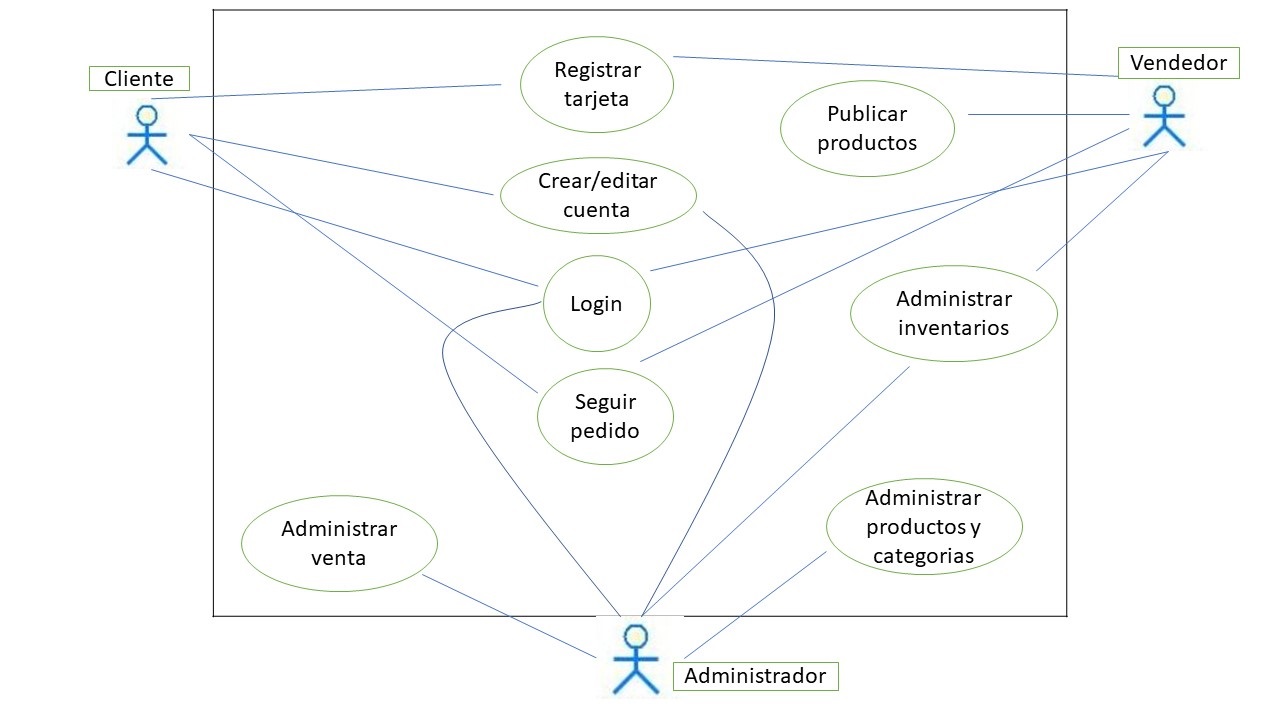 Cliente
Vendedor
Registrar
tarjeta
Publicar
productos
Crear/editar
cuenta
Login
Administrar
inventarios
Seguir
pedido
Administrar
venta
Administrar
productos y
categorias
Administrador